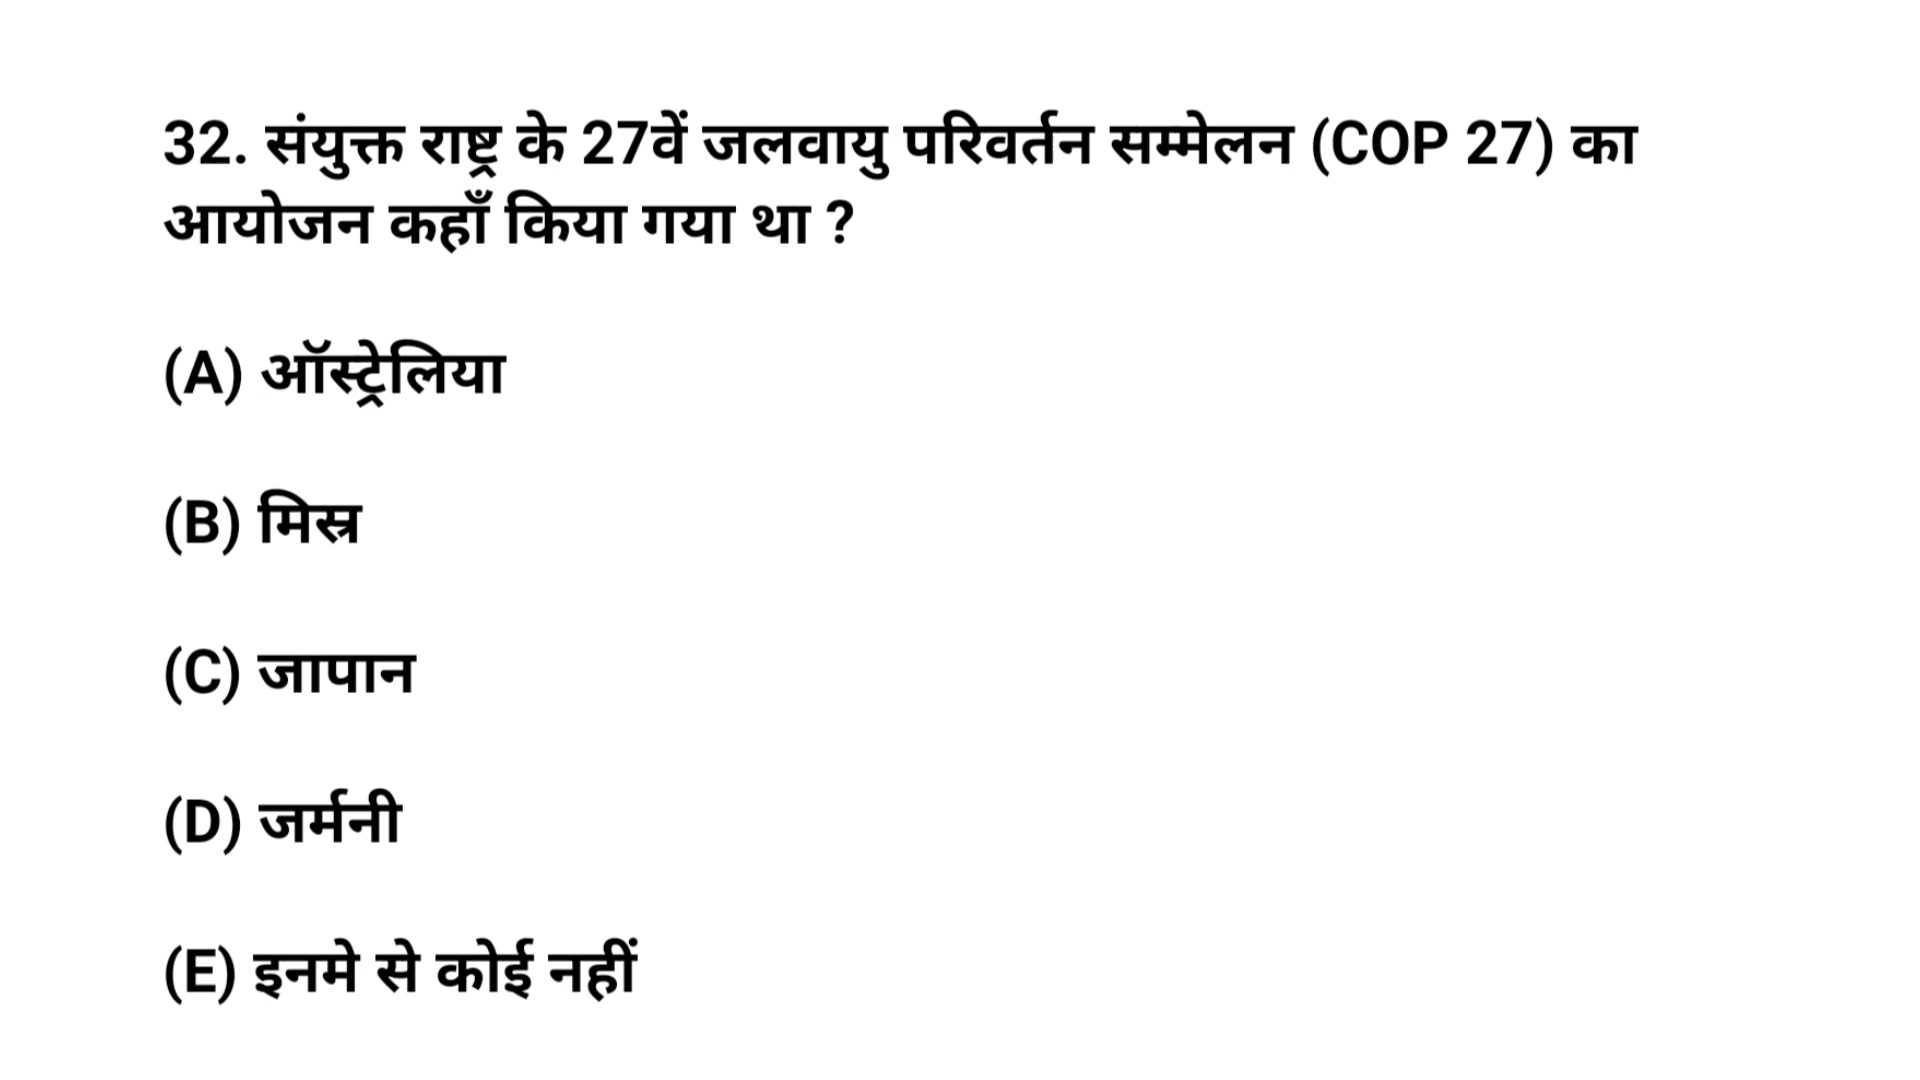 32. संयुक्त राष्ट्र के 27वें जलवायु परिवर्तन सम्मेलन (COP 27) का
आयोजन कहाँ किया गया था ?
(A) ऑस्ट्रेलिया
(B) मिस्र
(C) जापान
(D) जर्मनी
(E) इनमे से कोई नहीं